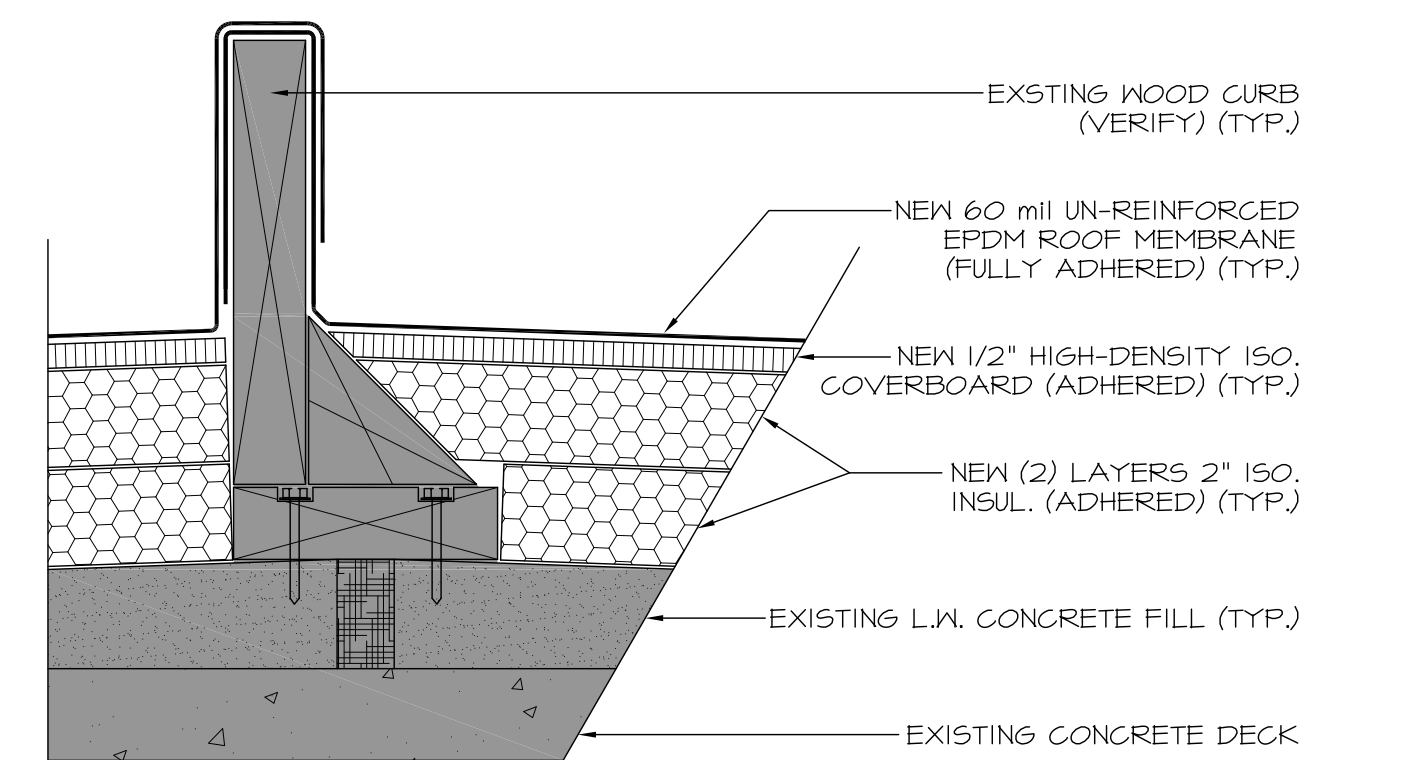 EXSTING WOOD CURB
(VERIFY) (TYP.)
NEW 60 mil UN-REINFORCED
EPDM ROOF MEMBRANE
(FULLY ADHERED) (TYP.)
NEW 1/2" HIGH-DENSITY ISO.
COVERBOARD (ADHERED) (TYP.)
NEW (2) LAYERS 2" ISO.
INSUL. (ADHERED) (TYP.)
EXISTING L.W. CONCRETE FILL (TYP.)
EXISTING CONCRETE DECK